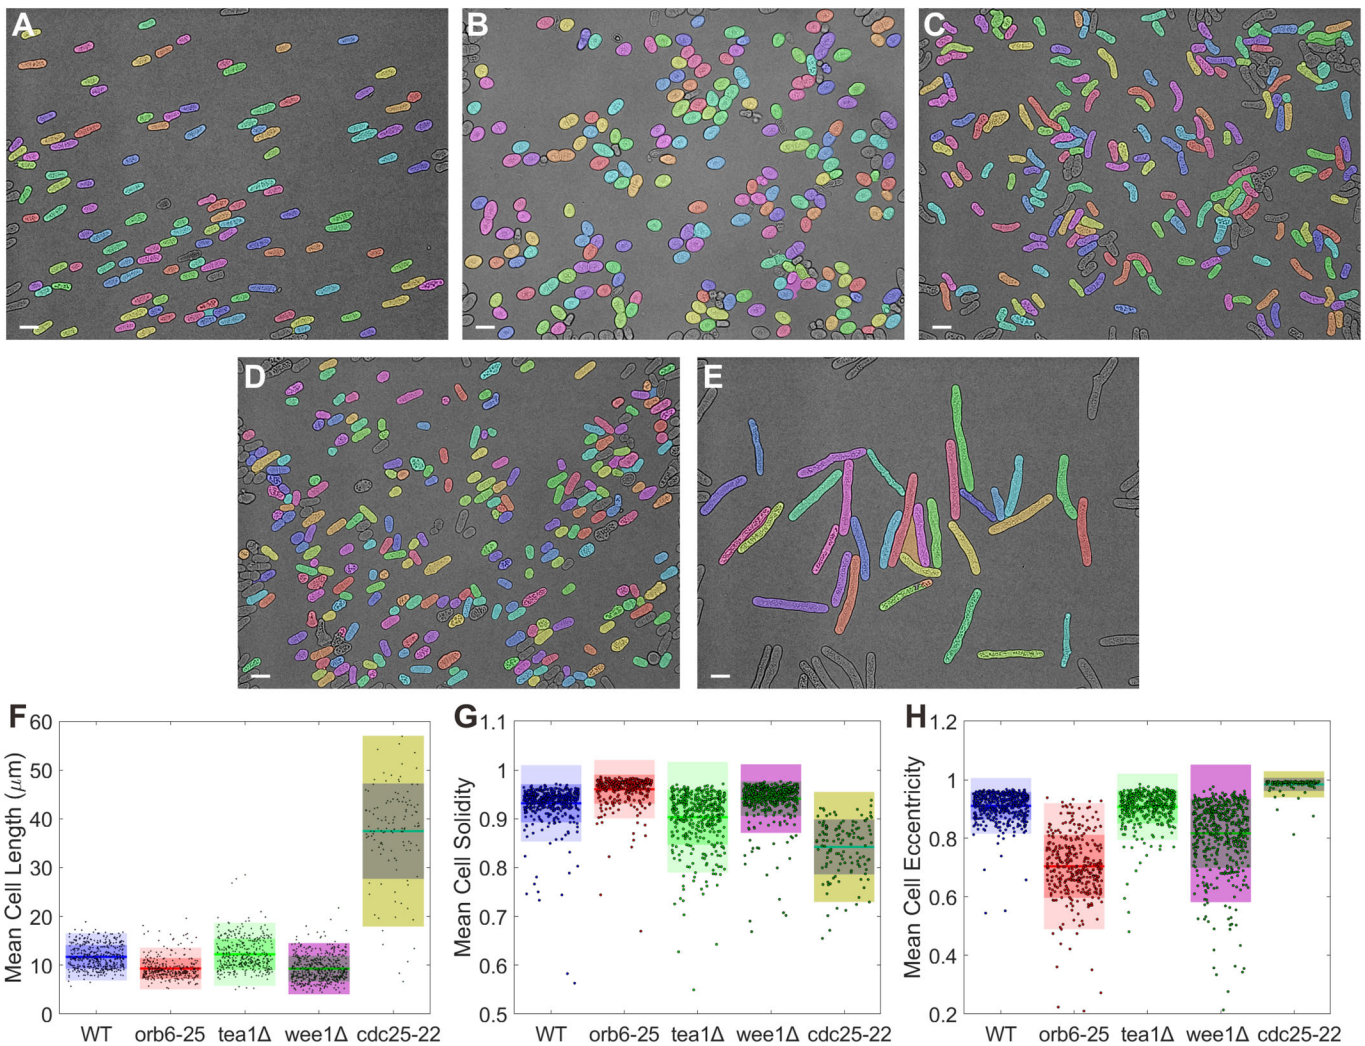 A
B
C
D
E
F
Mean Cell Length (μm)
60
50
40
30
20
10
0
WT orb6-25 tea1Δ wee1Δ cdc25-22
G
Mean Cell Solidity
1.1
1
0.9
0.8
0.7
0.6
0.5
WT orb6-25 tea1Δ wee1Δ cdc25-22
H
Mean Cell Eccentricity
1.2
1
0.8
0.6
0.4
0.2
WT orb6-25 tea1Δ wee1Δ cdc25-22